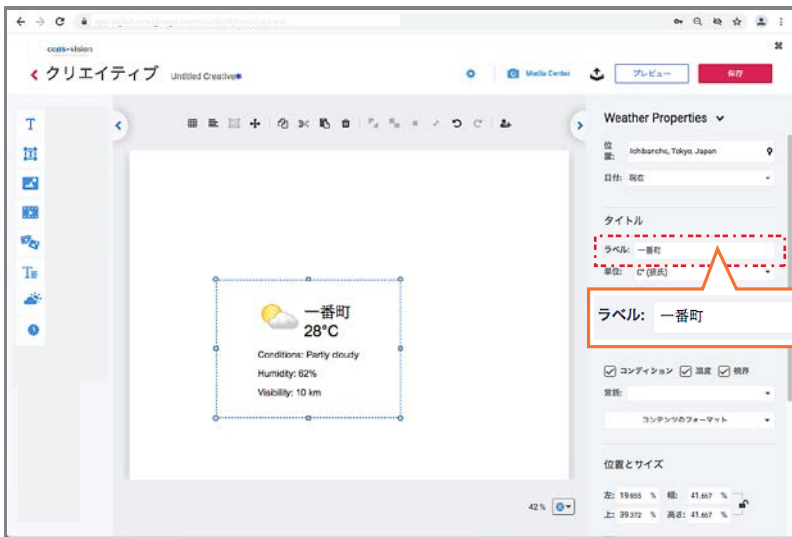 クリエイティブ Untitled Creative*
Media Center
プレビュー
保存
Weather Properties
位置: Ichibancho, Tokyo, Japan
日付: 現在
タイトル
ラベル: 一番町
単位: C° (摂氏)
ラベル: 一番町
一番町
28°C
Conditions: Partly cloudy
Humidity: 62%
Visibility: 10 km
コンディション 湿度 視界
言語:
コンテンツのフォーマット
位置とサイズ
左: 19.855 % 幅: 41.667 %
上: 39.372 % 高さ: 41.667 %
42 %